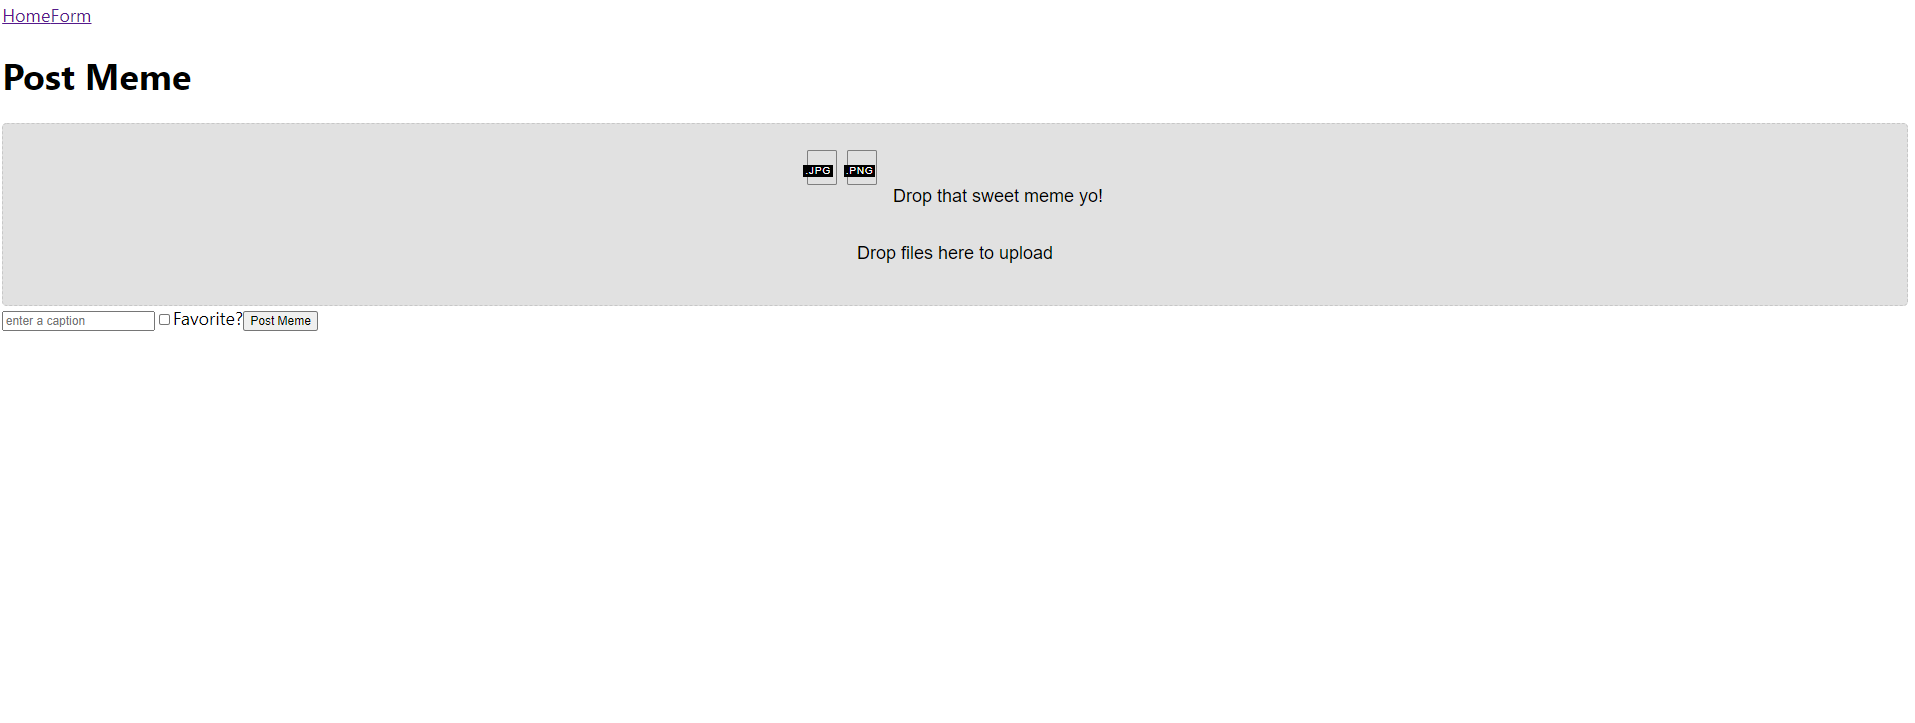 HomeForm
Post Meme
.JPG .PNG
Drop that sweet meme yo!
Drop files here to upload
enter a caption Favorite? Post Meme